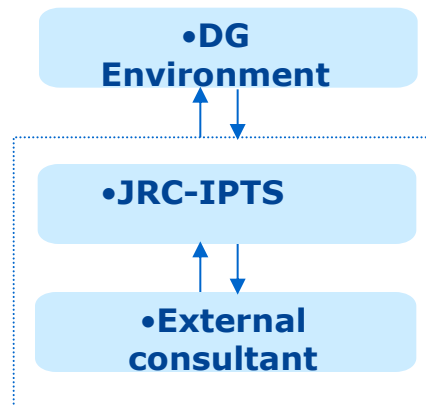 •DG
Environment
•JRC-IPTS
•External
consultant